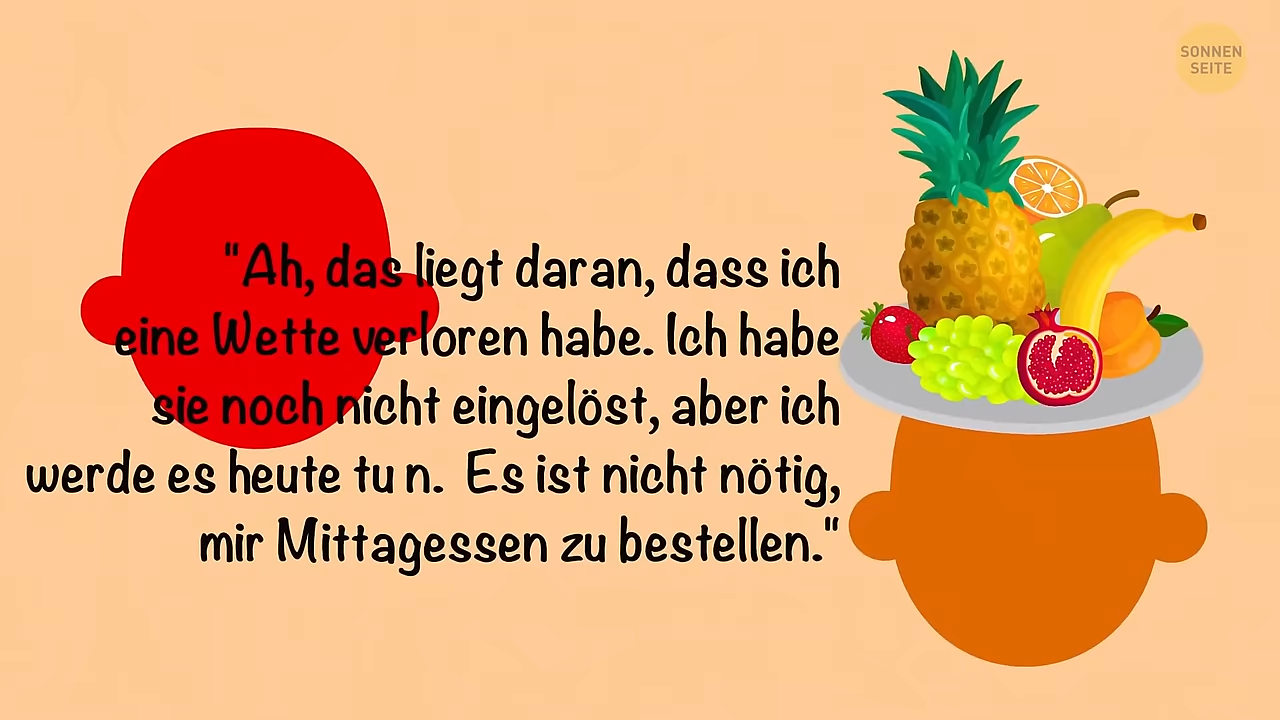 SONNEN
SEITE
"Ah, das liegt daran, dass ich
eine Wette verloren habe. Ich habe
sie noch nicht eingelöst, aber ich
werde es heute tu n. Es ist nicht nötig,
mir Mittagessen zu bestellen."